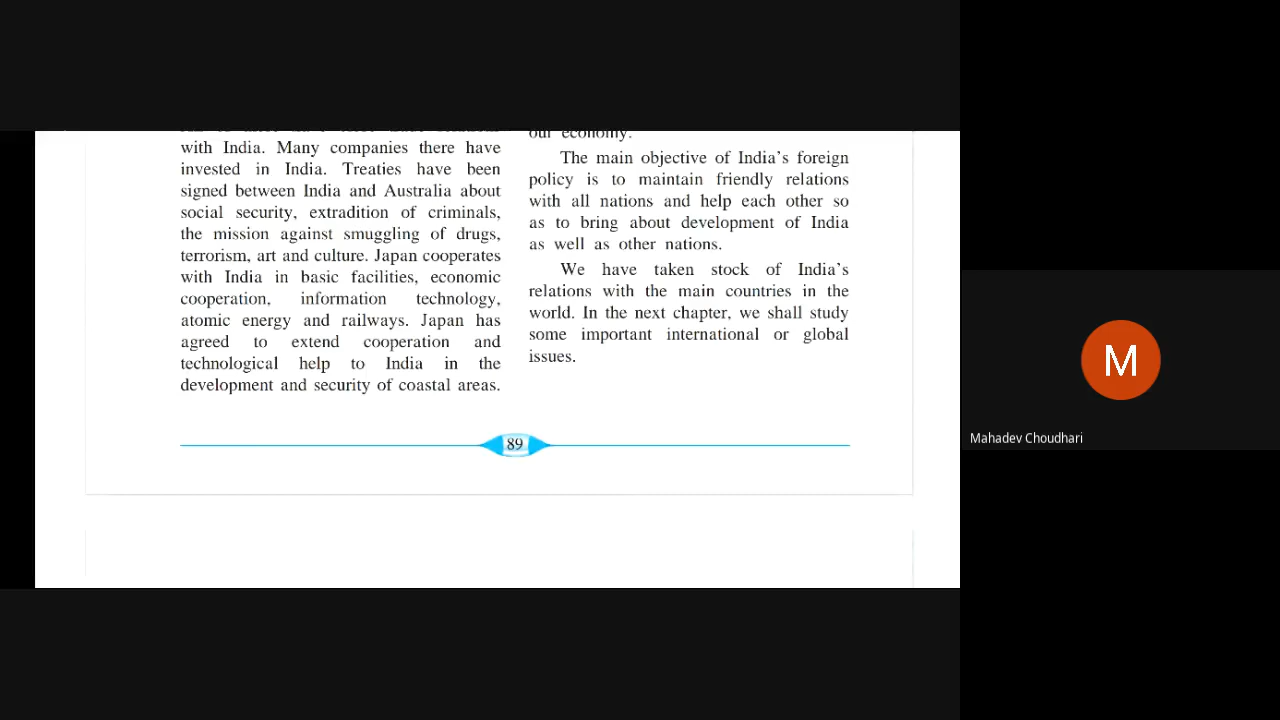 with India. Many companies there have
invested in India. Treaties have been
signed between India and Australia about
social security, extradition of criminals,
the mission against smuggling of drugs,
terrorism, art and culture. Japan cooperates
with India in basic facilities, economic
cooperation, information technology,
atomic energy and railways. Japan has
agreed to extend cooperation and
technological help to India in the
development and security of coastal areas.
our economy.
The main objective of India's foreign
policy is to maintain friendly relations
with all nations and help each other so
as to bring about development of India
as well as other nations.
We have taken stock of India's
relations with the main countries in the
world. In the next chapter, we shall study
some important international or global
issues.
89
M
Mahadev Choudhari